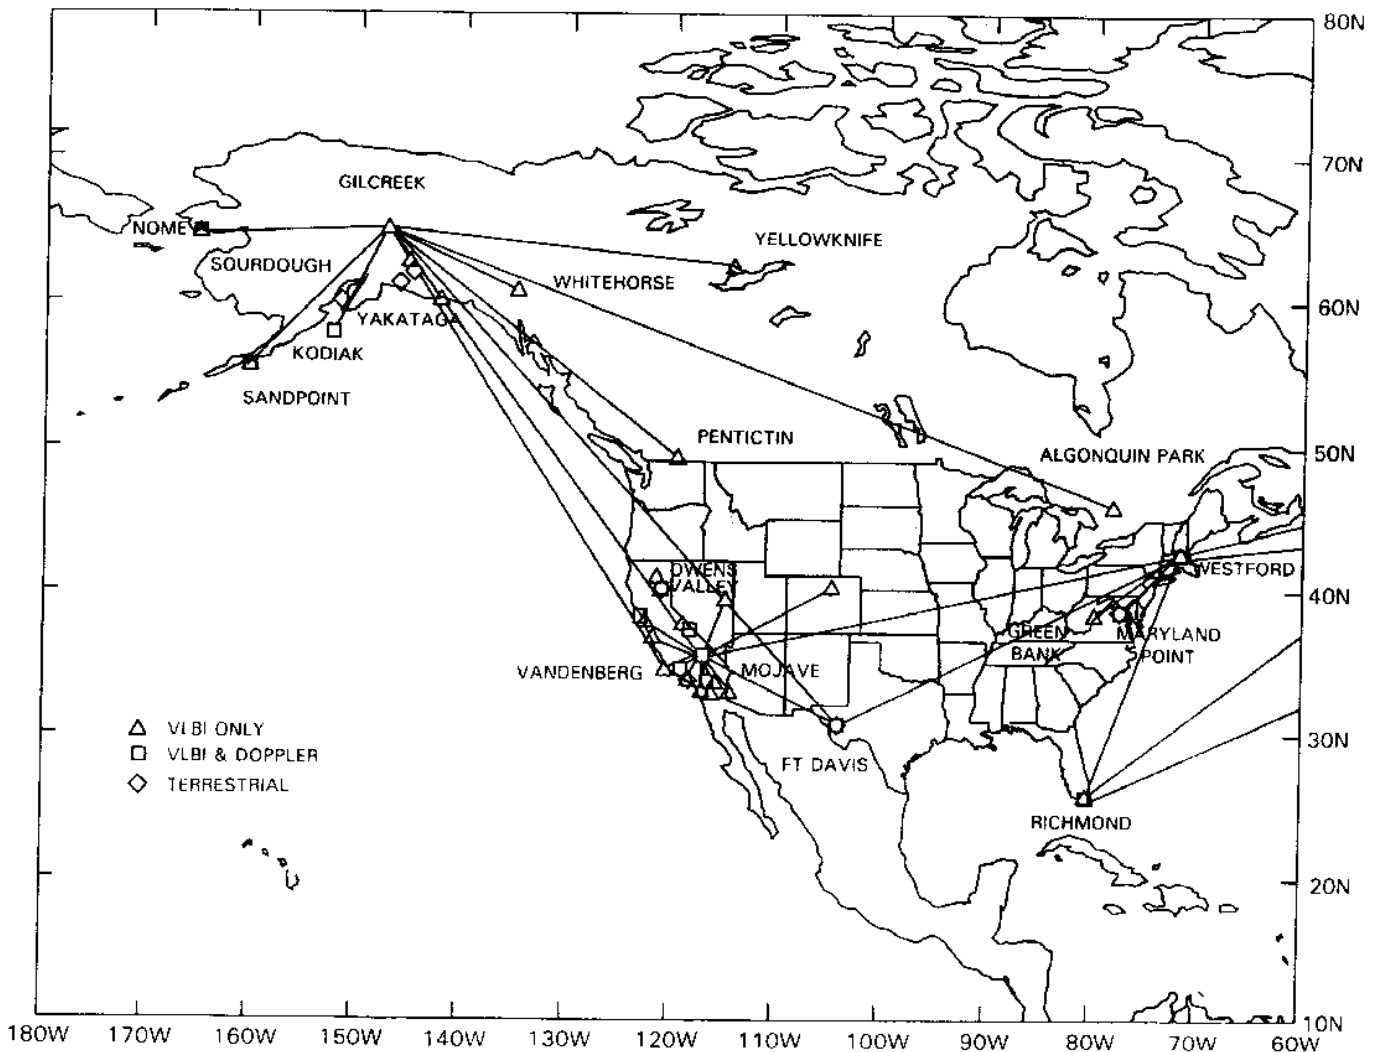 80N
70N
GILCREEK
NOME
YELLOWKNIFE
SOURDOUGH
WHITEHORSE
60N
YAKATAGA
KODIAK
SANDPOINT
PENTICTIN
ALGONQUIN PARK
50N
OWENS
VALLEY
WESTFORD
40N
GREEN
BANK
MARYLAND
POINT
VANDENBERG
MOJAVE
VLBI ONLY
VLBI & DOPPLER
TERRESTRIAL
30N
FT DAVIS
RICHMOND
20N
10N
180W 170W 160W 150W 140W 130W 120W 110W 100W 90W 80W 70W 60W